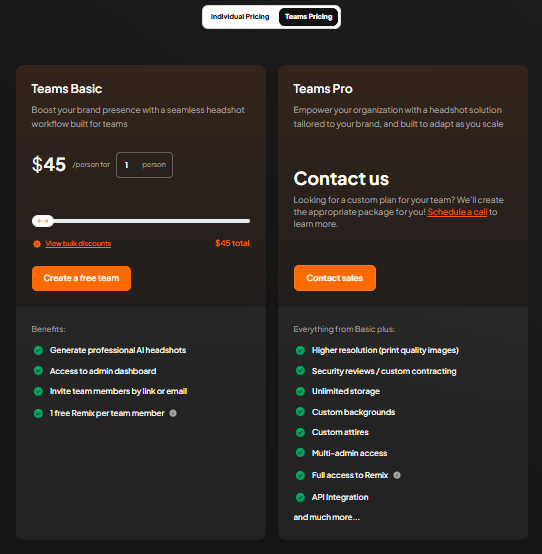 Individual Pricing
Teams Pricing
Teams Basic
Boost your brand presence with a seamless headshot
workflow built for teams
$45 /person for 1 person
View bulk discounts
$45 total
Create a free team
Benefits:
Generate professional AI headshots
Access to admin dashboard
Invite team members by link or email
1 free Remix per team member
Teams Pro
Empower your organization with a headshot solution
tailored to your brand, and built to adapt as you scale
Contact us
Looking for a custom plan for your team? We'll create
the appropriate package for you! Schedule a call to
learn more.
Contact sales
Everything from Basic plus:
Higher resolution (print quality images)
Security reviews / custom contracting
Unlimited storage
Custom backgrounds
Custom attires
Multi-admin access
Full access to Remix
API Integration
and much more...